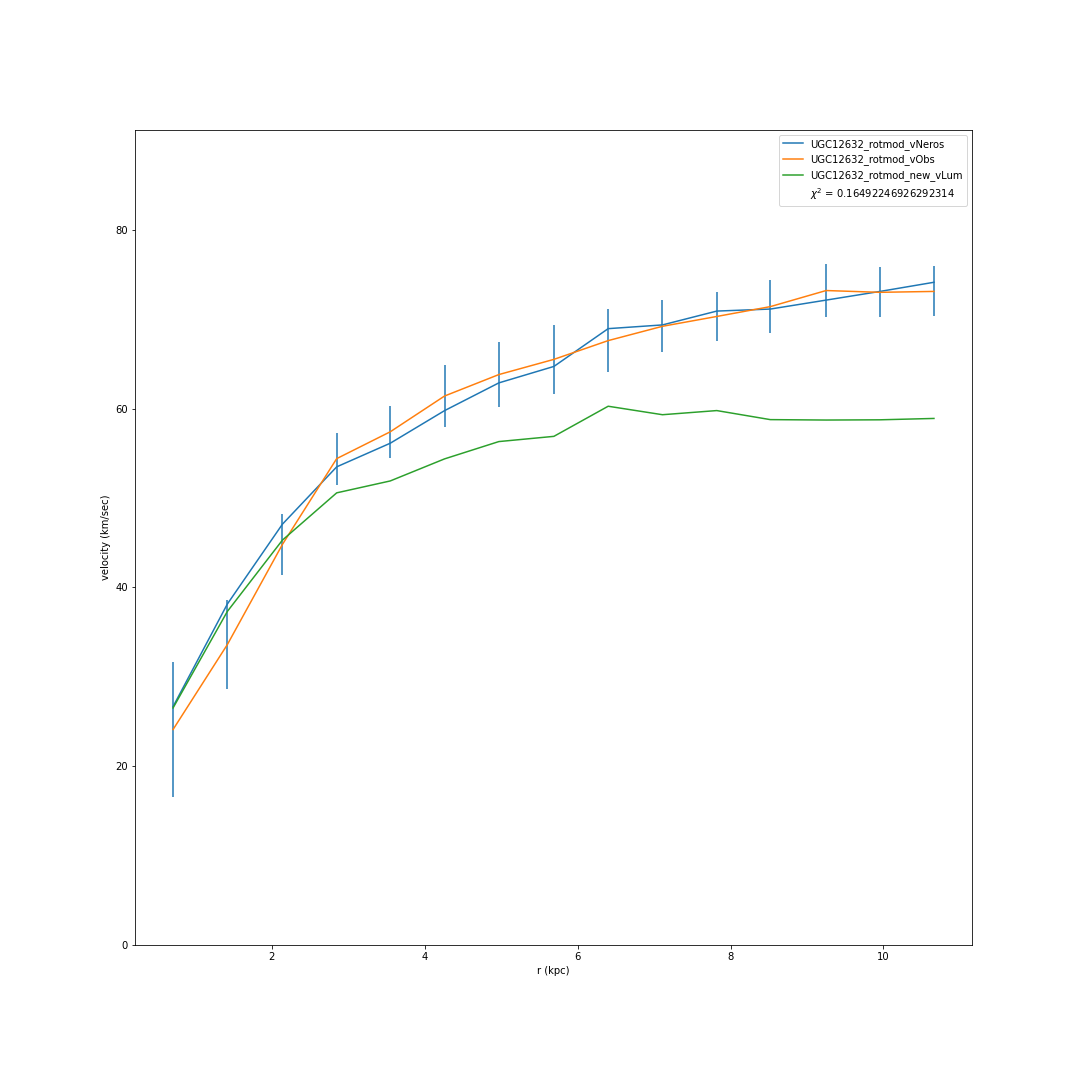 UGC12632_rotmod_vNeros
UGC12632_rotmod_vObs
UGC12632_rotmod_new_vLum
χ² = 0.16492246926292314
80
60
40
20
0
velocity (km/sec)
2 4 6 8 10
r (kpc)